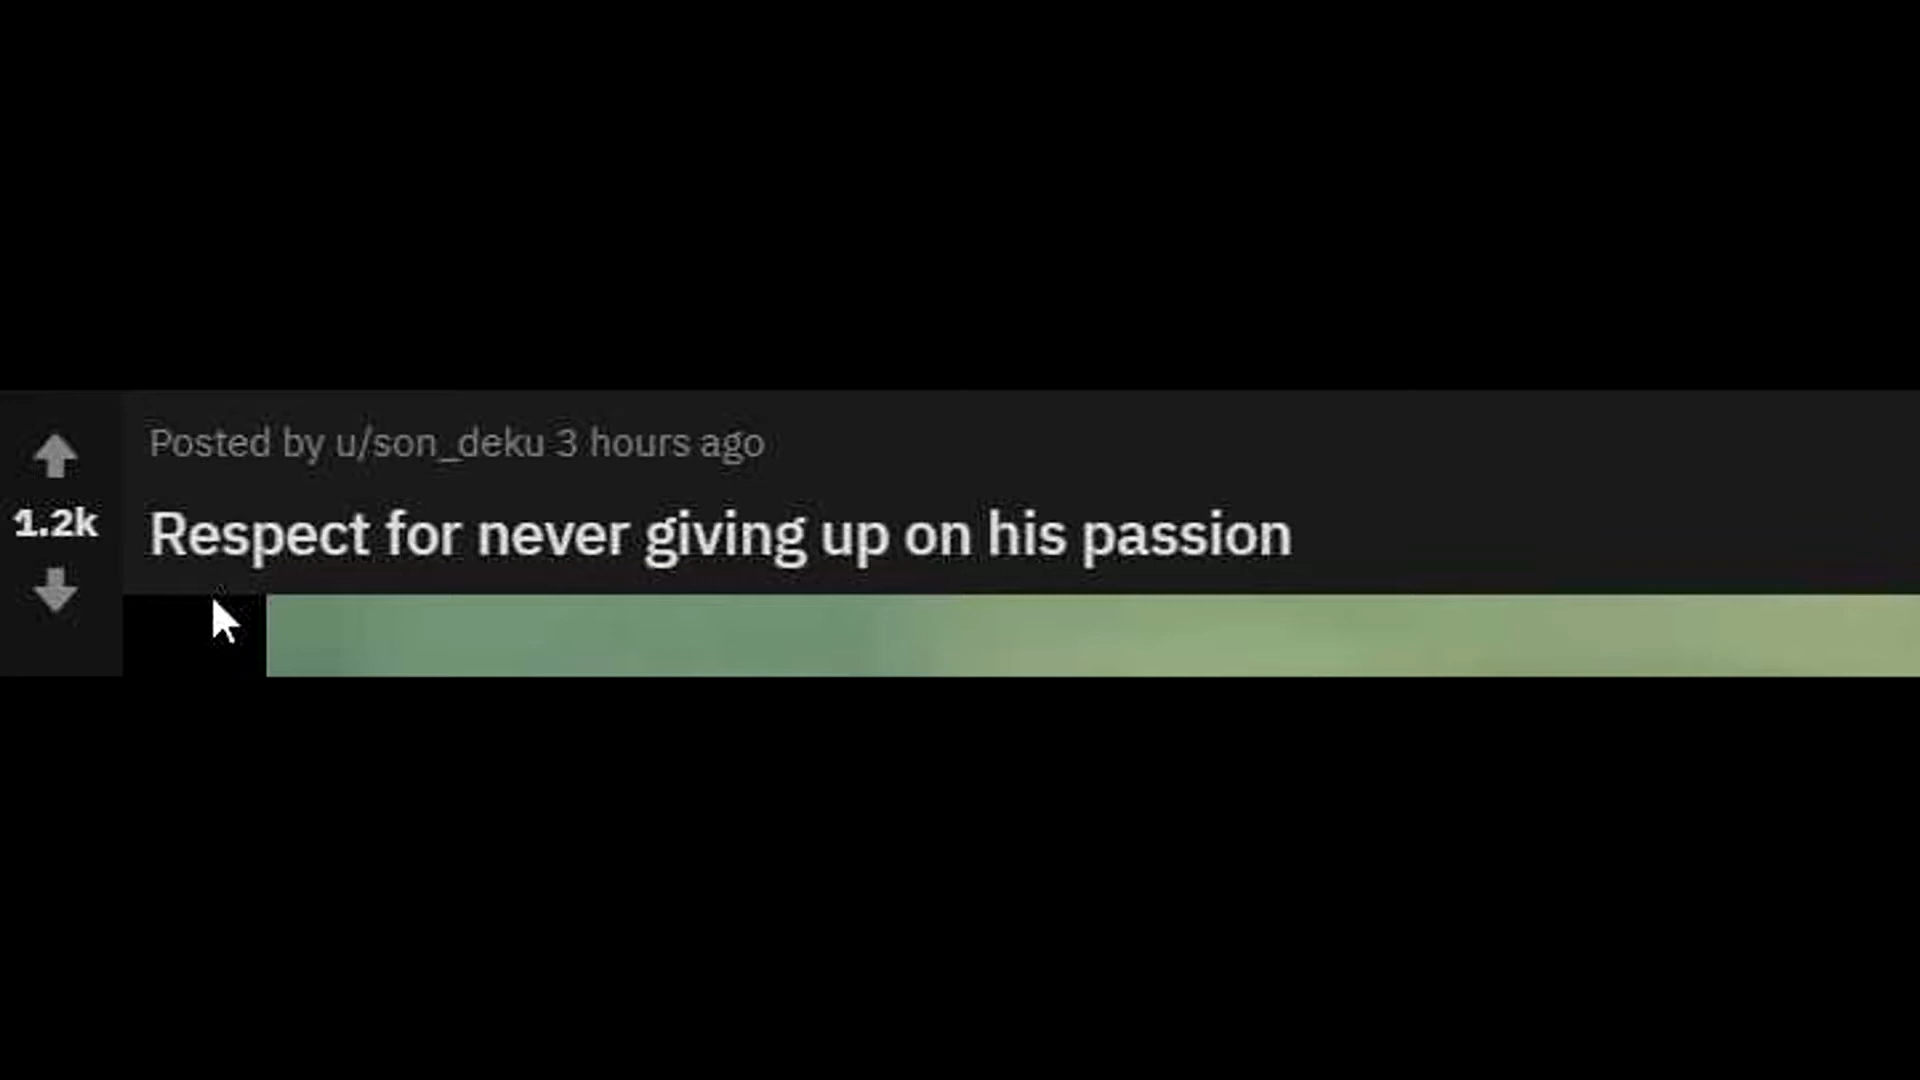 Posted by u/son_deku 3 hours ago
1.2k
Respect for never giving up on his passion